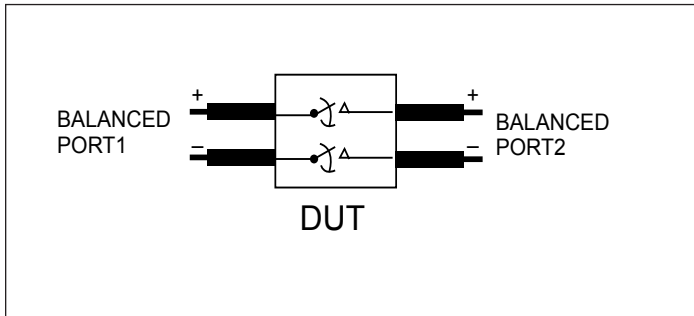 +
+
BALANCED
PORT1
BALANCED
PORT2
–
–
DUT